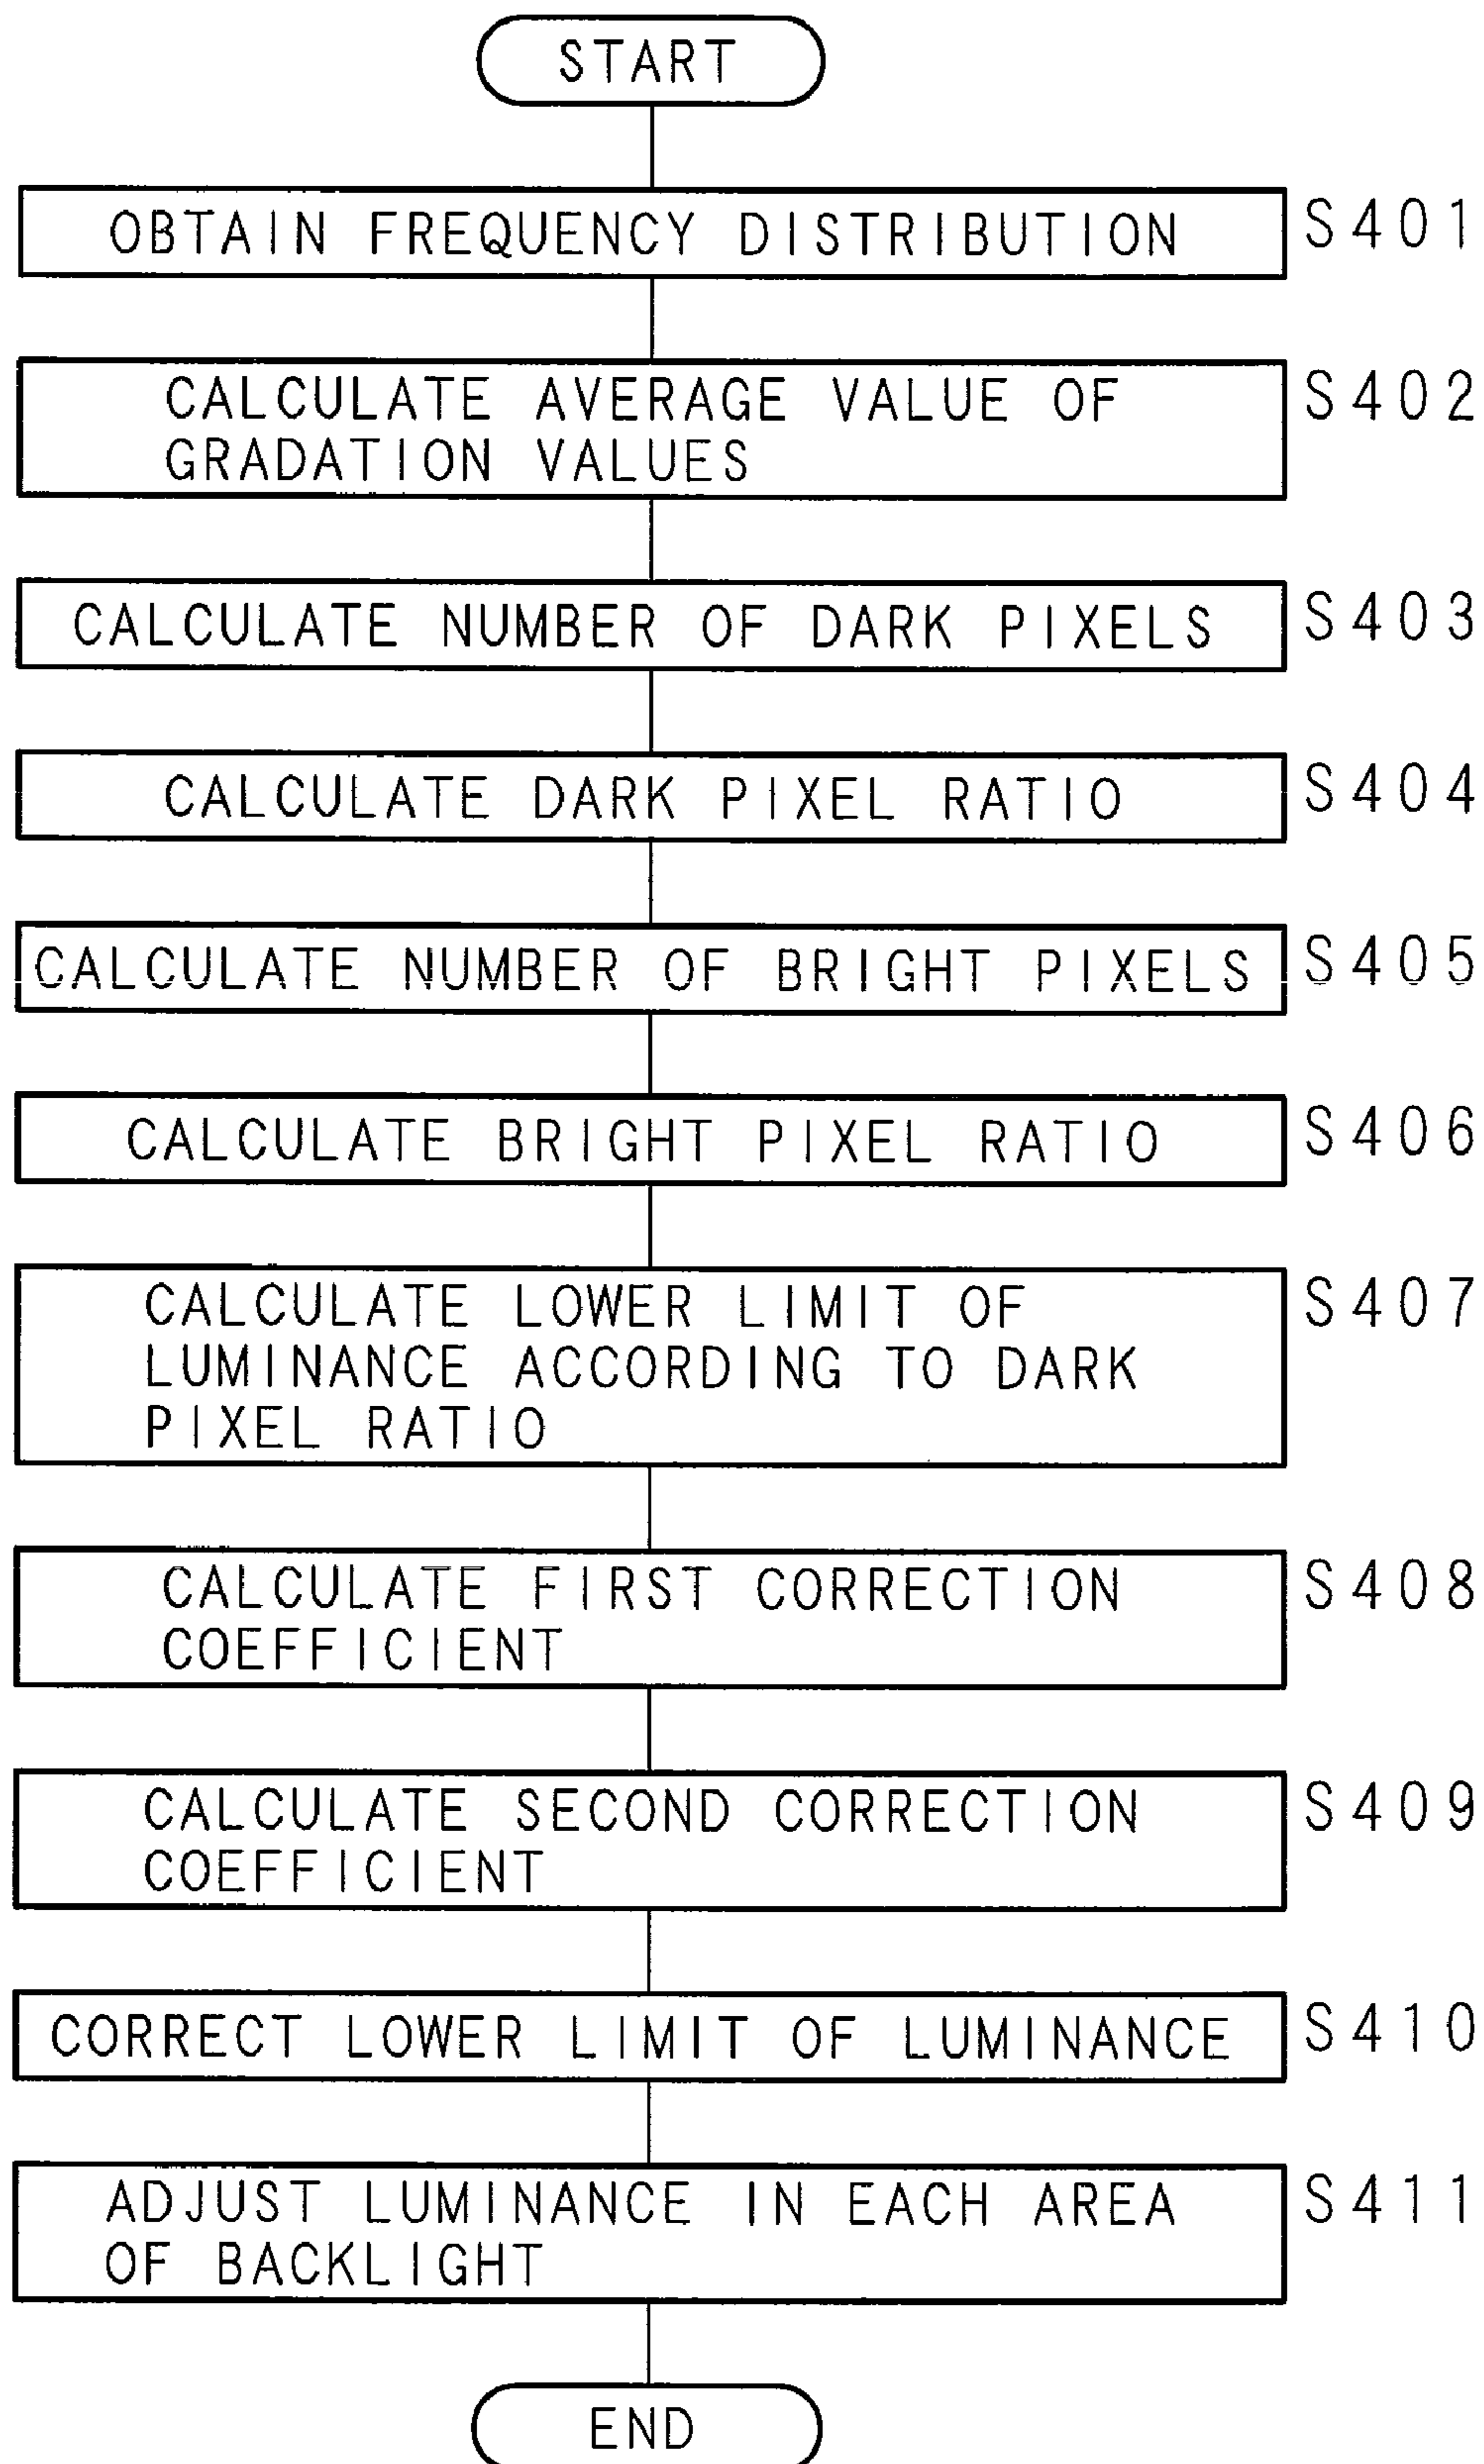 START
OBTAIN FREQUENCY DISTRIBUTION S401
CALCULATE AVERAGE VALUE OF S402
GRADATION VALUES
CALCULATE NUMBER OF DARK PIXELS S403
CALCULATE DARK PIXEL RATIO S404
CALCULATE NUMBER OF BRIGHT PIXELS S405
CALCULATE BRIGHT PIXEL RATIO S406
CALCULATE LOWER LIMIT OF S407
LUMINANCE ACCORDING TO DARK
PIXEL RATIO
CALCULATE FIRST CORRECTION S408
COEFFICIENT
CALCULATE SECOND CORRECTION S409
COEFFICIENT
CORRECT LOWER LIMIT OF LUMINANCE S410
ADJUST LUMINANCE IN EACH AREA S411
OF BACKLIGHT
END